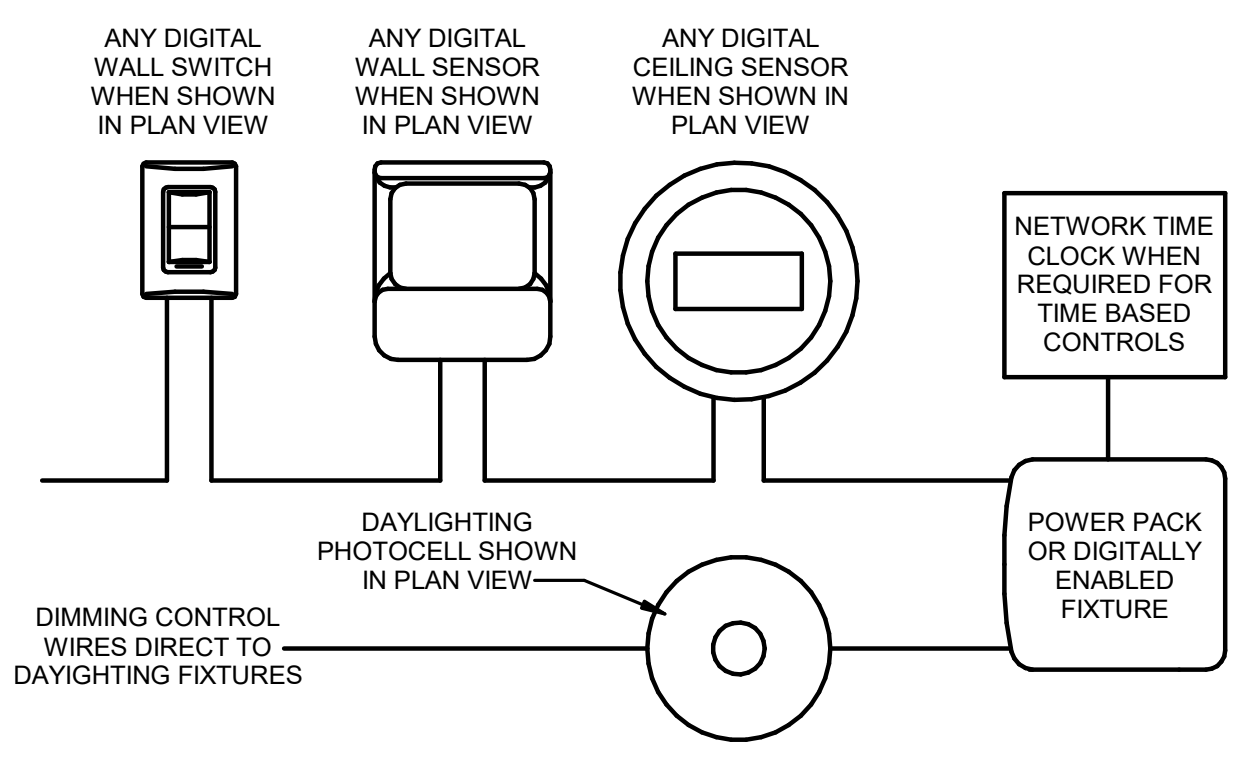 ANY DIGITAL
WALL SWITCH
WHEN SHOWN
IN PLAN VIEW
ANY DIGITAL
WALL SENSOR
WHEN SHOWN
IN PLAN VIEW
ANY DIGITAL
CEILING SENSOR
WHEN SHOWN IN
PLAN VIEW
NETWORK TIME
CLOCK WHEN
REQUIRED FOR
TIME BASED
CONTROLS
DAYLIGHTING
PHOTOCELL SHOWN
IN PLAN VIEW
POWER PACK
OR DIGITALLY
ENABLED
FIXTURE
DIMMING CONTROL
WIRES DIRECT TO
DAYIGHTING FIXTURES